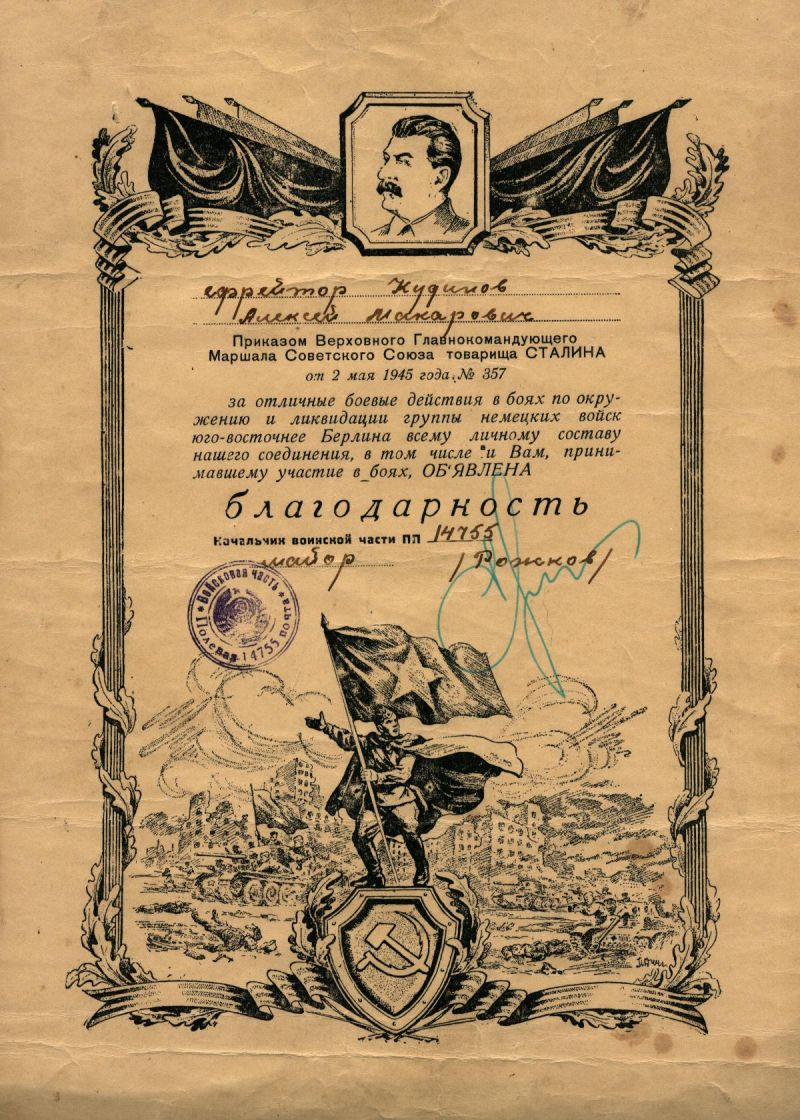 ефрейтор Кудинов
Алексей Макарович
Приказом Верховного Главнокомандующего
Маршала Советского Союза товарища СТАЛИНА
от 2 мая 1945 года, № 357
за отличные боевые действия в боях по окру-
жению и ликвидации группы немецких войск
юго-восточнее Берлина всему личному составу
нашего соединения, в том числе и Вам, прини-
мавшему участие в боях, ОБ'ЯВЛЕНА
благодарность
Начальник воинской части ПП 14755
майор /Рожков/
Войсковая часть
Полевая почта
14755